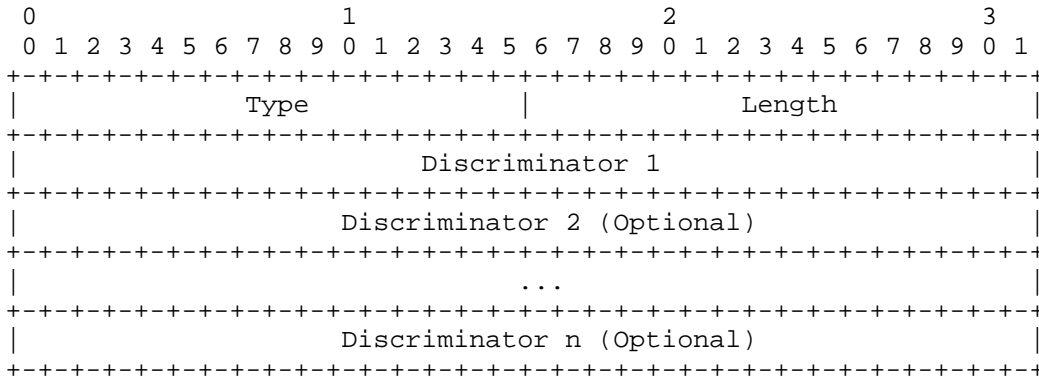 0                   1                   2                   3
 0 1 2 3 4 5 6 7 8 9 0 1 2 3 4 5 6 7 8 9 0 1 2 3 4 5 6 7 8 9 0 1
+-+-+-+-+-+-+-+-+-+-+-+-+-+-+-+-+-+-+-+-+-+-+-+-+-+-+-+-+-+-+-+-+
|              Type             |             Length            |
+-+-+-+-+-+-+-+-+-+-+-+-+-+-+-+-+-+-+-+-+-+-+-+-+-+-+-+-+-+-+-+-+
|                         Discriminator 1                       |
+-+-+-+-+-+-+-+-+-+-+-+-+-+-+-+-+-+-+-+-+-+-+-+-+-+-+-+-+-+-+-+-+
|                    Discriminator 2 (Optional)                 |
+-+-+-+-+-+-+-+-+-+-+-+-+-+-+-+-+-+-+-+-+-+-+-+-+-+-+-+-+-+-+-+-+
|                               ...                             |
+-+-+-+-+-+-+-+-+-+-+-+-+-+-+-+-+-+-+-+-+-+-+-+-+-+-+-+-+-+-+-+-+
|                    Discriminator n (Optional)                 |
+-+-+-+-+-+-+-+-+-+-+-+-+-+-+-+-+-+-+-+-+-+-+-+-+-+-+-+-+-+-+-+-+